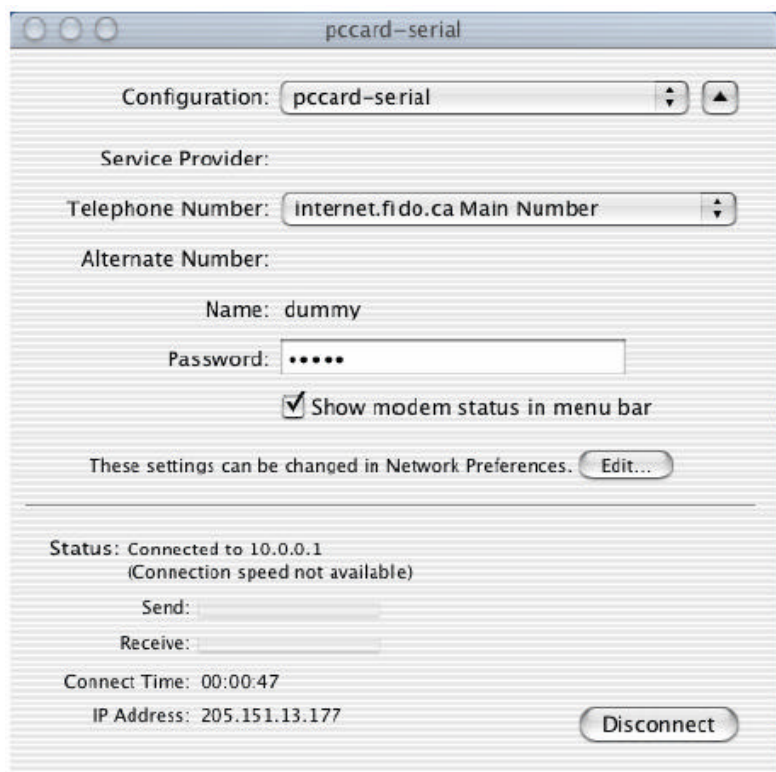 pccard-serial
Configuration: pccard-serial
Service Provider:
Telephone Number: internet.fido.ca Main Number
Alternate Number:
Name: dummy
Password: •••••
Show modem status in menu bar
These settings can be changed in Network Preferences. Edit...
Status: Connected to 10.0.0.1
(Connection speed not available)
Send:
Receive:
Connect Time: 00:00:47
IP Address: 205.151.13.177
Disconnect